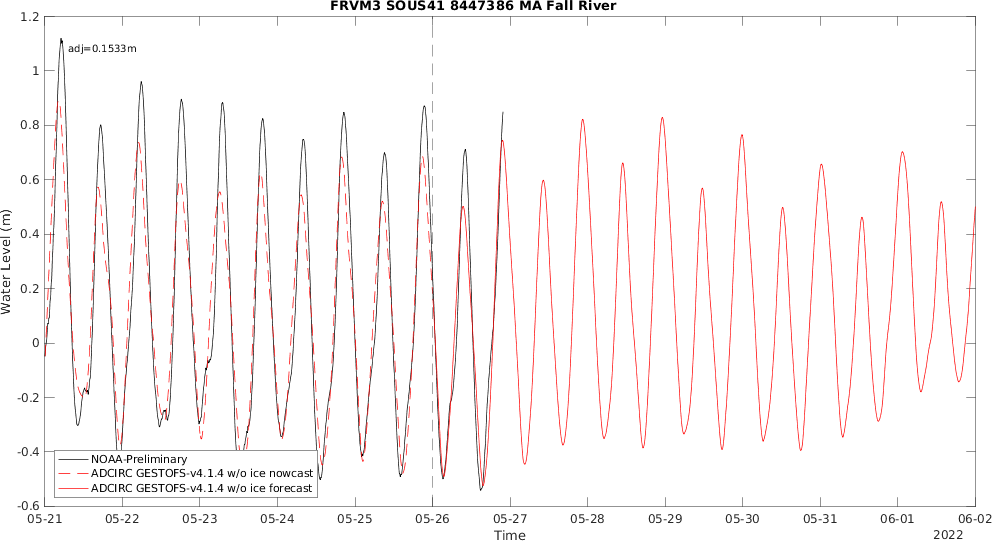 FRVM3 SOUS41 8447386 MA Fall River
adj=0.1533m
1.2
1
0.8
0.6
0.4
0.2
0
-0.2
-0.4
-0.6
Water Level (m)
NOAA-Preliminary
ADCIRC GESTOFS-v4.1.4 w/o ice nowcast
ADCIRC GESTOFS-v4.1.4 w/o ice forecast
05-21 05-22 05-23 05-24 05-25 05-26 05-27 05-28 05-29 05-30 05-31 06-01 06-02
Time
2022